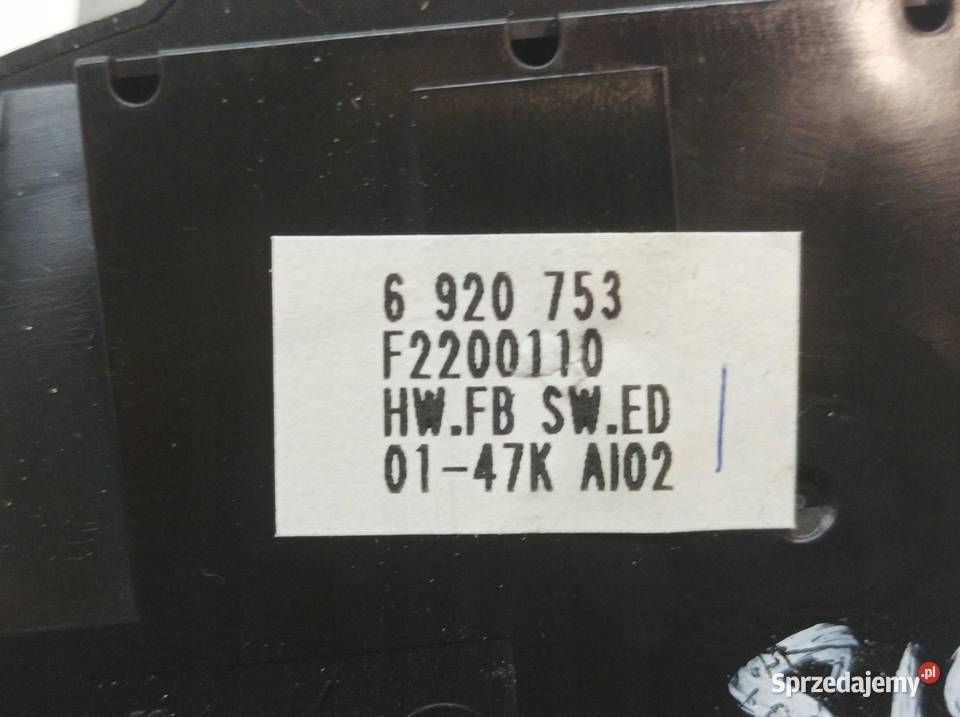 6 920 753
F2200110
HW.FB SW.ED
01-47K AI02
Sprzedajemy.pl